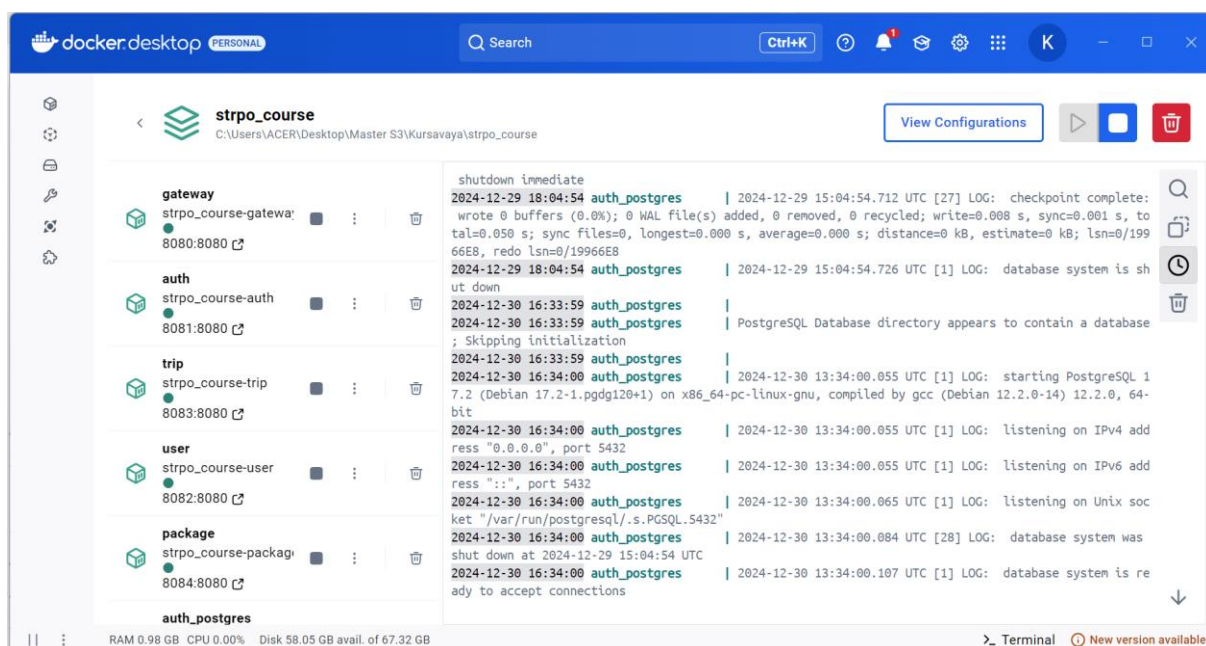 docker.desktop PERSONAL
Search
Ctrl+K
1
K
strpo_course
C:\Users\ACER\Desktop\Master S3\Kursavaya\strpo_course
View Configurations
gateway
strpo_course-gateway
8080:8080
auth
strpo_course-auth
8081:8080
trip
strpo_course-trip
8083:8080
user
strpo_course-user
8082:8080
package
strpo_course-package
8084:8080
auth_postgres
shutdown immediate
2024-12-29 18:04:54 auth_postgres | 2024-12-29 15:04:54.712 UTC [27] LOG: checkpoint complete:
wrote 0 buffers (0.0%); 0 WAL file(s) added, 0 removed, 0 recycled; write=0.008 s, sync=0.001 s, to
tal=0.050 s; sync files=0, longest=0.000 s, average=0.000 s; distance=0 kB, estimate=0 kB; lsn=0/199
66E8, redo lsn=0/19966E8
2024-12-29 18:04:54 auth_postgres | 2024-12-29 15:04:54.726 UTC [1] LOG: database system is sh
ut down
2024-12-30 16:33:59 auth_postgres |
2024-12-30 16:33:59 auth_postgres | PostgreSQL Database directory appears to contain a database
; Skipping initialization
2024-12-30 16:33:59 auth_postgres |
2024-12-30 16:34:00 auth_postgres | 2024-12-30 13:34:00.055 UTC [1] LOG: starting PostgreSQL 1
7.2 (Debian 17.2-1.pgdg120+1) on x86_64-pc-linux-gnu, compiled by gcc (Debian 12.2.0-14) 12.2.0, 64-
bit
2024-12-30 16:34:00 auth_postgres | 2024-12-30 13:34:00.055 UTC [1] LOG: listening on IPv4 add
ress "0.0.0.0", port 5432
2024-12-30 16:34:00 auth_postgres | 2024-12-30 13:34:00.055 UTC [1] LOG: listening on IPv6 add
ress "::", port 5432
2024-12-30 16:34:00 auth_postgres | 2024-12-30 13:34:00.065 UTC [1] LOG: listening on Unix soc
ket "/var/run/postgresql/.s.PGSQL.5432"
2024-12-30 16:34:00 auth_postgres | 2024-12-30 13:34:00.084 UTC [28] LOG: database system was
shut down at 2024-12-29 15:04:54 UTC
2024-12-30 16:34:00 auth_postgres | 2024-12-30 13:34:00.107 UTC [1] LOG: database system is re
ady to accept connections
RAM 0.98 GB CPU 0.00% Disk 58.05 GB avail. of 67.32 GB
>_ Terminal
New version available